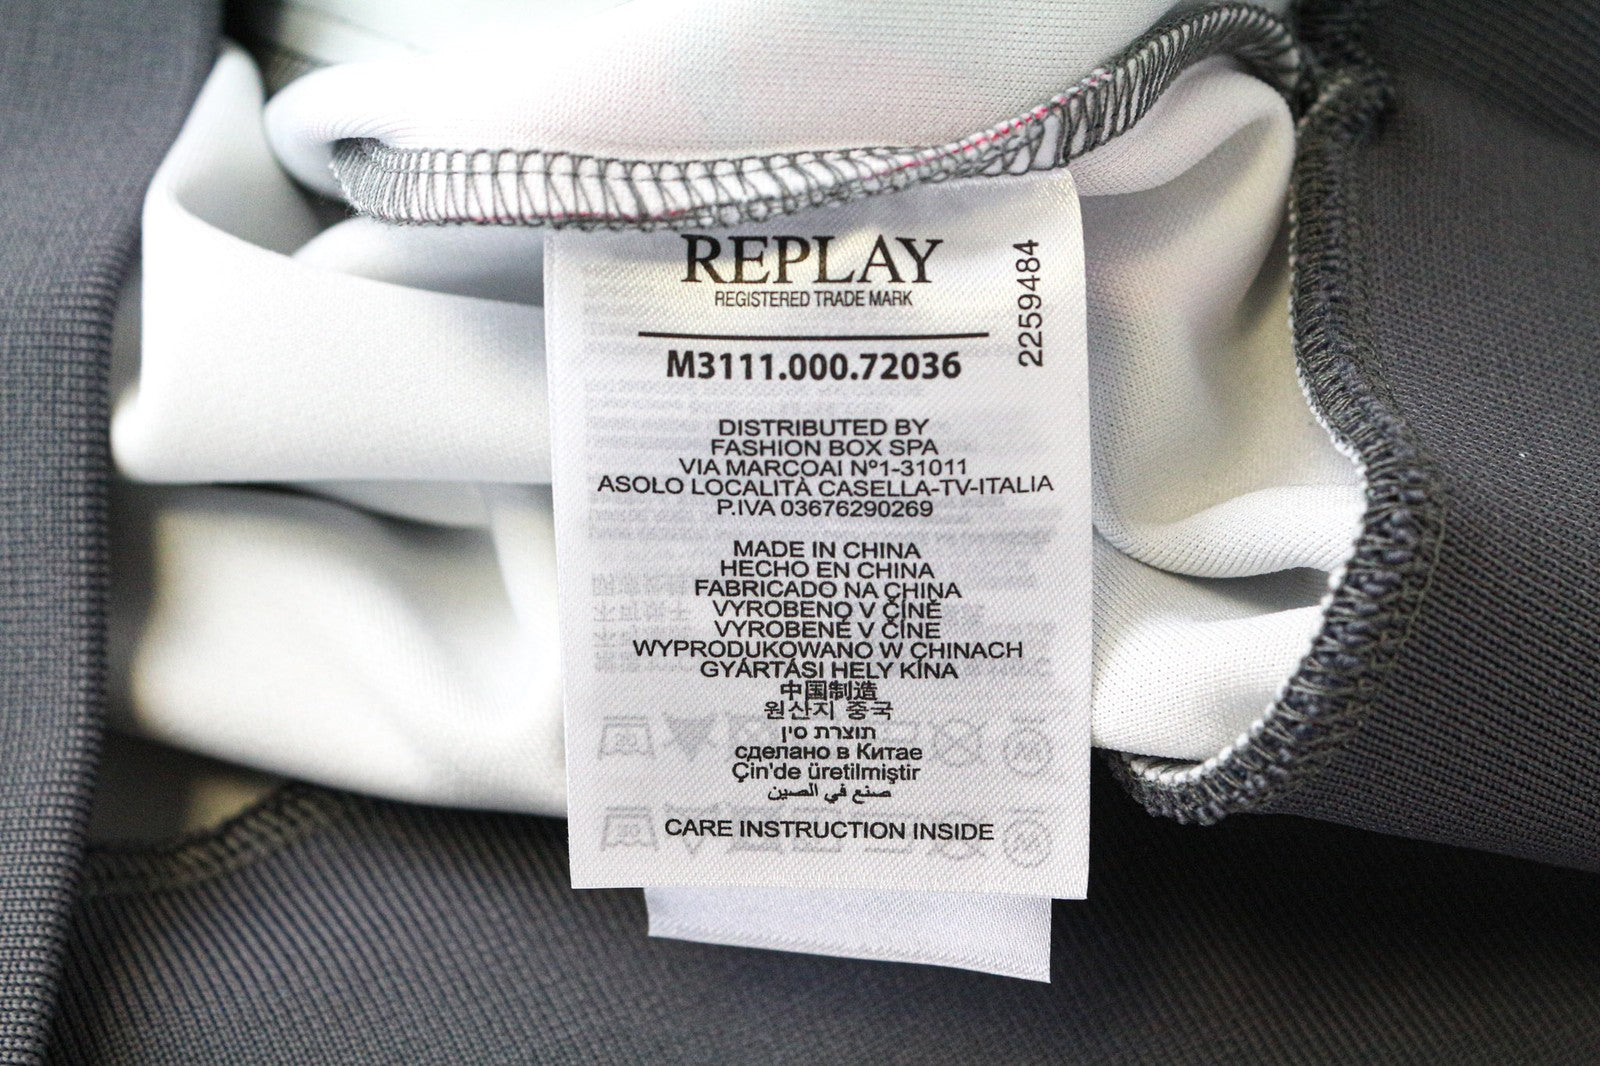 REPLAY
REGISTERED TRADE MARK
2259484
M3111.000.72036
DISTRIBUTED BY
FASHION BOX SPA
VIA MARCOAI Nº1-31011
ASOLO LOCALITÀ CASELLA-TV-ITALIA
P.IVA 03676290269
MADE IN CHINA
HECHO EN CHINA
FABRICADO NA CHINA
VYROBENO V ČÍNĚ
VYROBENÉ V ČÍNE
WYPRODUKOWANO W CHINACH
GYÁRTÁSI HELY KÍNA
中国制造
원산지 중국
תוצרת סין
сделано в Китае
Çin'de üretilmiştir
صنع في الصين
CARE INSTRUCTION INSIDE